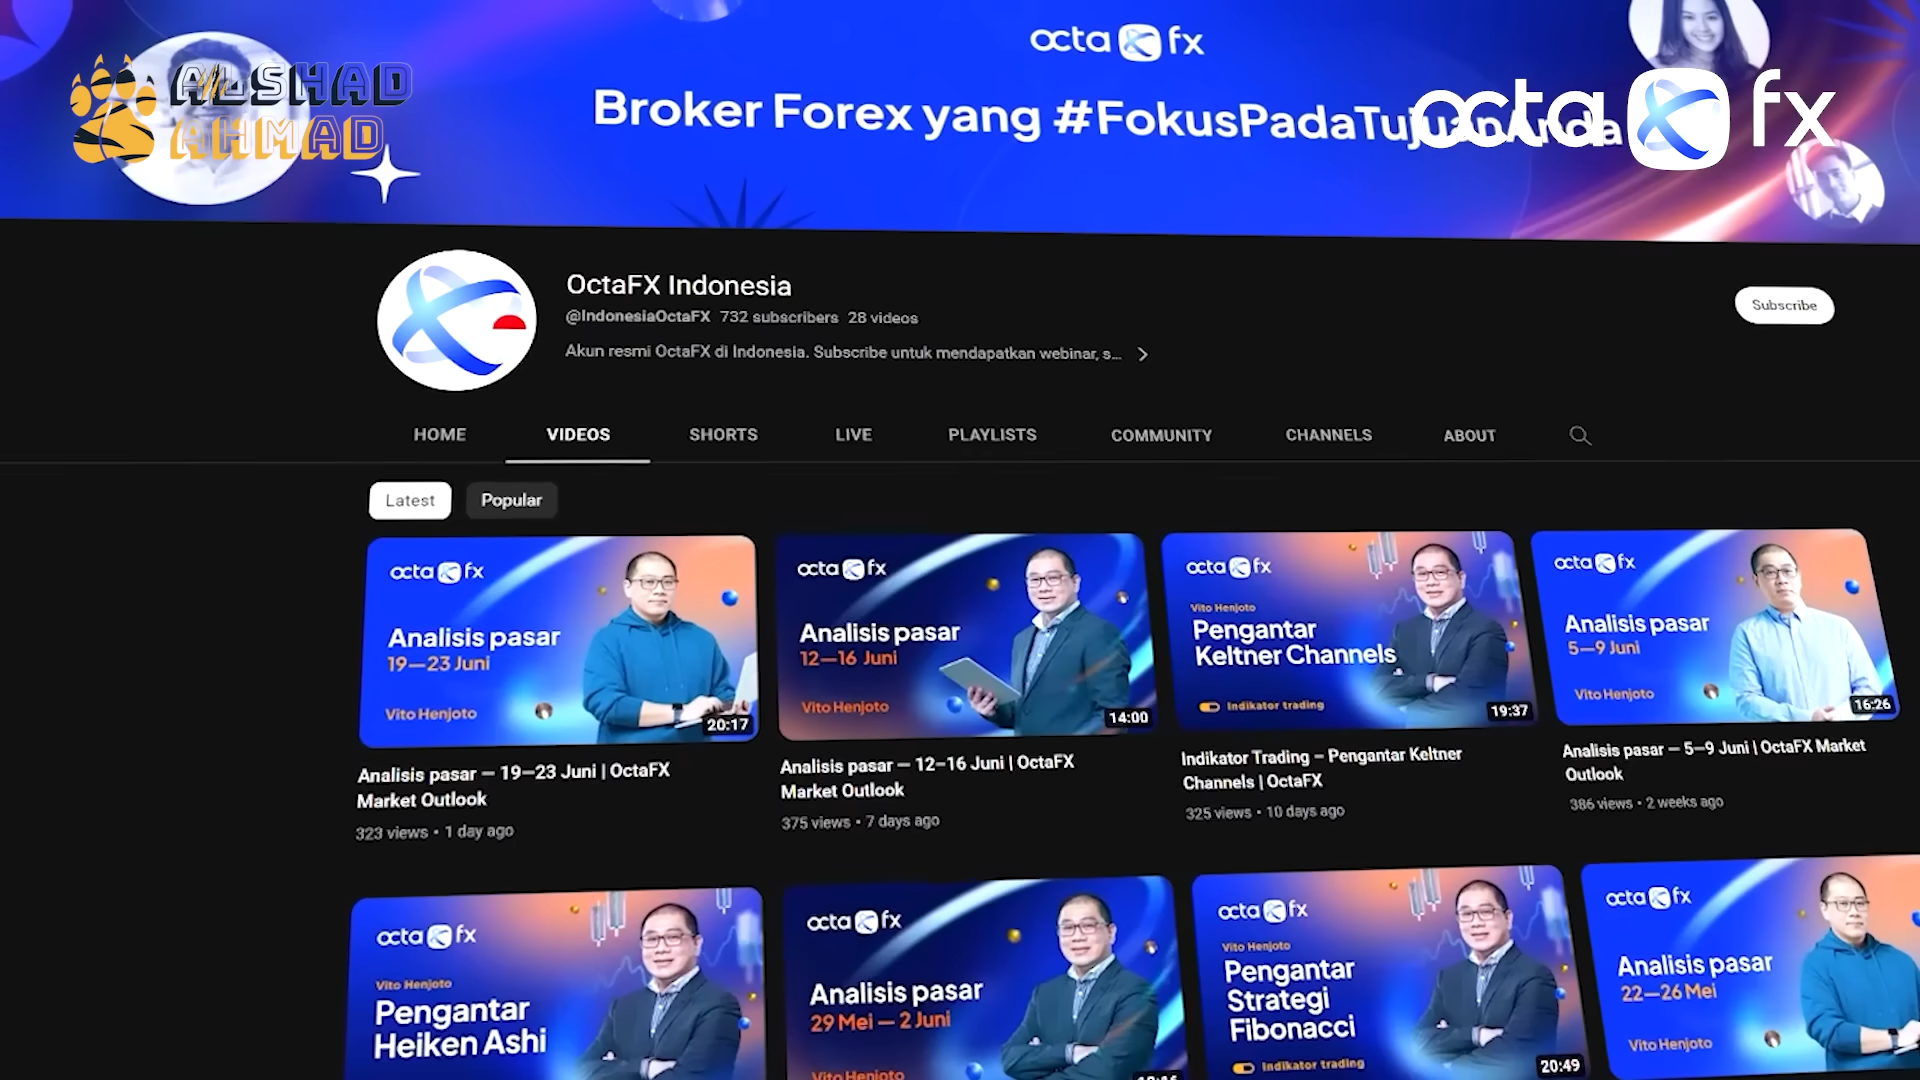 octa fx
Broker Forex yang #FokusPadaTujuanAnda
ALSHAD
AHMAD
octa fx
OctaFX Indonesia
@IndonesiaOctaFX 732 subscribers 28 videos
Akun resmi OctaFX di Indonesia. Subscribe untuk mendapatkan webinar, s...
Subscribe
HOME VIDEOS SHORTS LIVE PLAYLISTS COMMUNITY CHANNELS ABOUT
Latest Popular
octa fx
Analisis pasar
19—23 Juni
Vito Henjoto
20:17
octa fx
Analisis pasar
12—16 Juni
Vito Henjoto
14:00
octa fx
Vito Henjoto
Pengantar
Keltner Channels
Indikator trading
19:37
octa fx
Analisis pasar
5—9 Juni
Vito Henjoto
16:26
Analisis pasar — 19—23 Juni | OctaFX
Market Outlook
323 views • 1 day ago
Analisis pasar — 12–16 Juni | OctaFX
Market Outlook
375 views • 7 days ago
Indikator Trading – Pengantar Keltner
Channels | OctaFX
325 views • 10 days ago
Analisis pasar — 5–9 Juni | OctaFX Market
Outlook
386 views • 2 weeks ago
octa fx
Vito Henjoto
Pengantar
Heiken Ashi
octa fx
Analisis pasar
29 Mei — 2 Juni
Vito Henjoto
octa fx
Vito Henjoto
Pengantar
Strategi
Fibonacci
Indikator trading
20:49
octa fx
Analisis pasar
22—26 Mei
Vito Henjoto